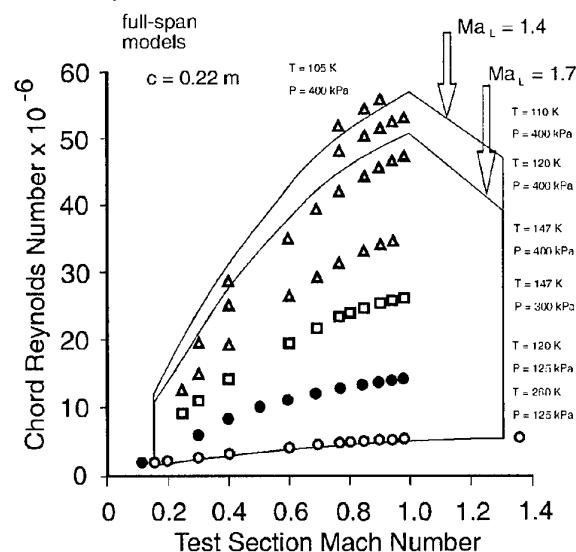 full-span
models
c = 0.22 m
T = 105 K
P = 400 kPa
Ma L = 1.4
Ma L = 1.7
T = 110 K
P = 400 kPa
T = 120 K
P = 400 kPa
T = 147 K
P = 400 kPa
T = 147 K
P = 300 kPa
T = 120 K
P = 125 kPa
T = 260 K
P = 125 kPa
Chord Reynolds Number x 10⁻⁶
60
50
40
30
20
10
0
0 0.2 0.4 0.6 0.8 1.0 1.2 1.4
Test Section Mach Number